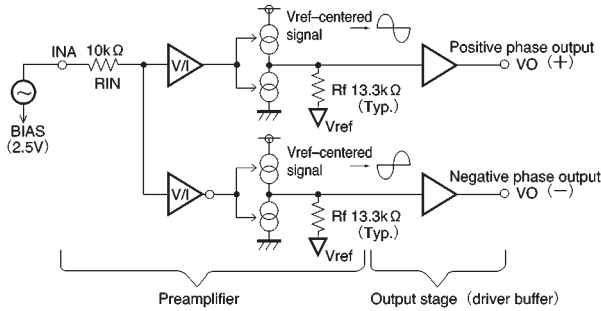 INA
10kΩ
RIN
BIAS
(2.5V)
V/I
Vref–centered
signal
Rf 13.3kΩ
(Typ.)
Vref
Positive phase output
VO (+)
V/I
Vref–centered
signal
Rf 13.3kΩ
(Typ.)
Vref
Negative phase output
VO (−)
Preamplifier
Output stage (driver buffer)